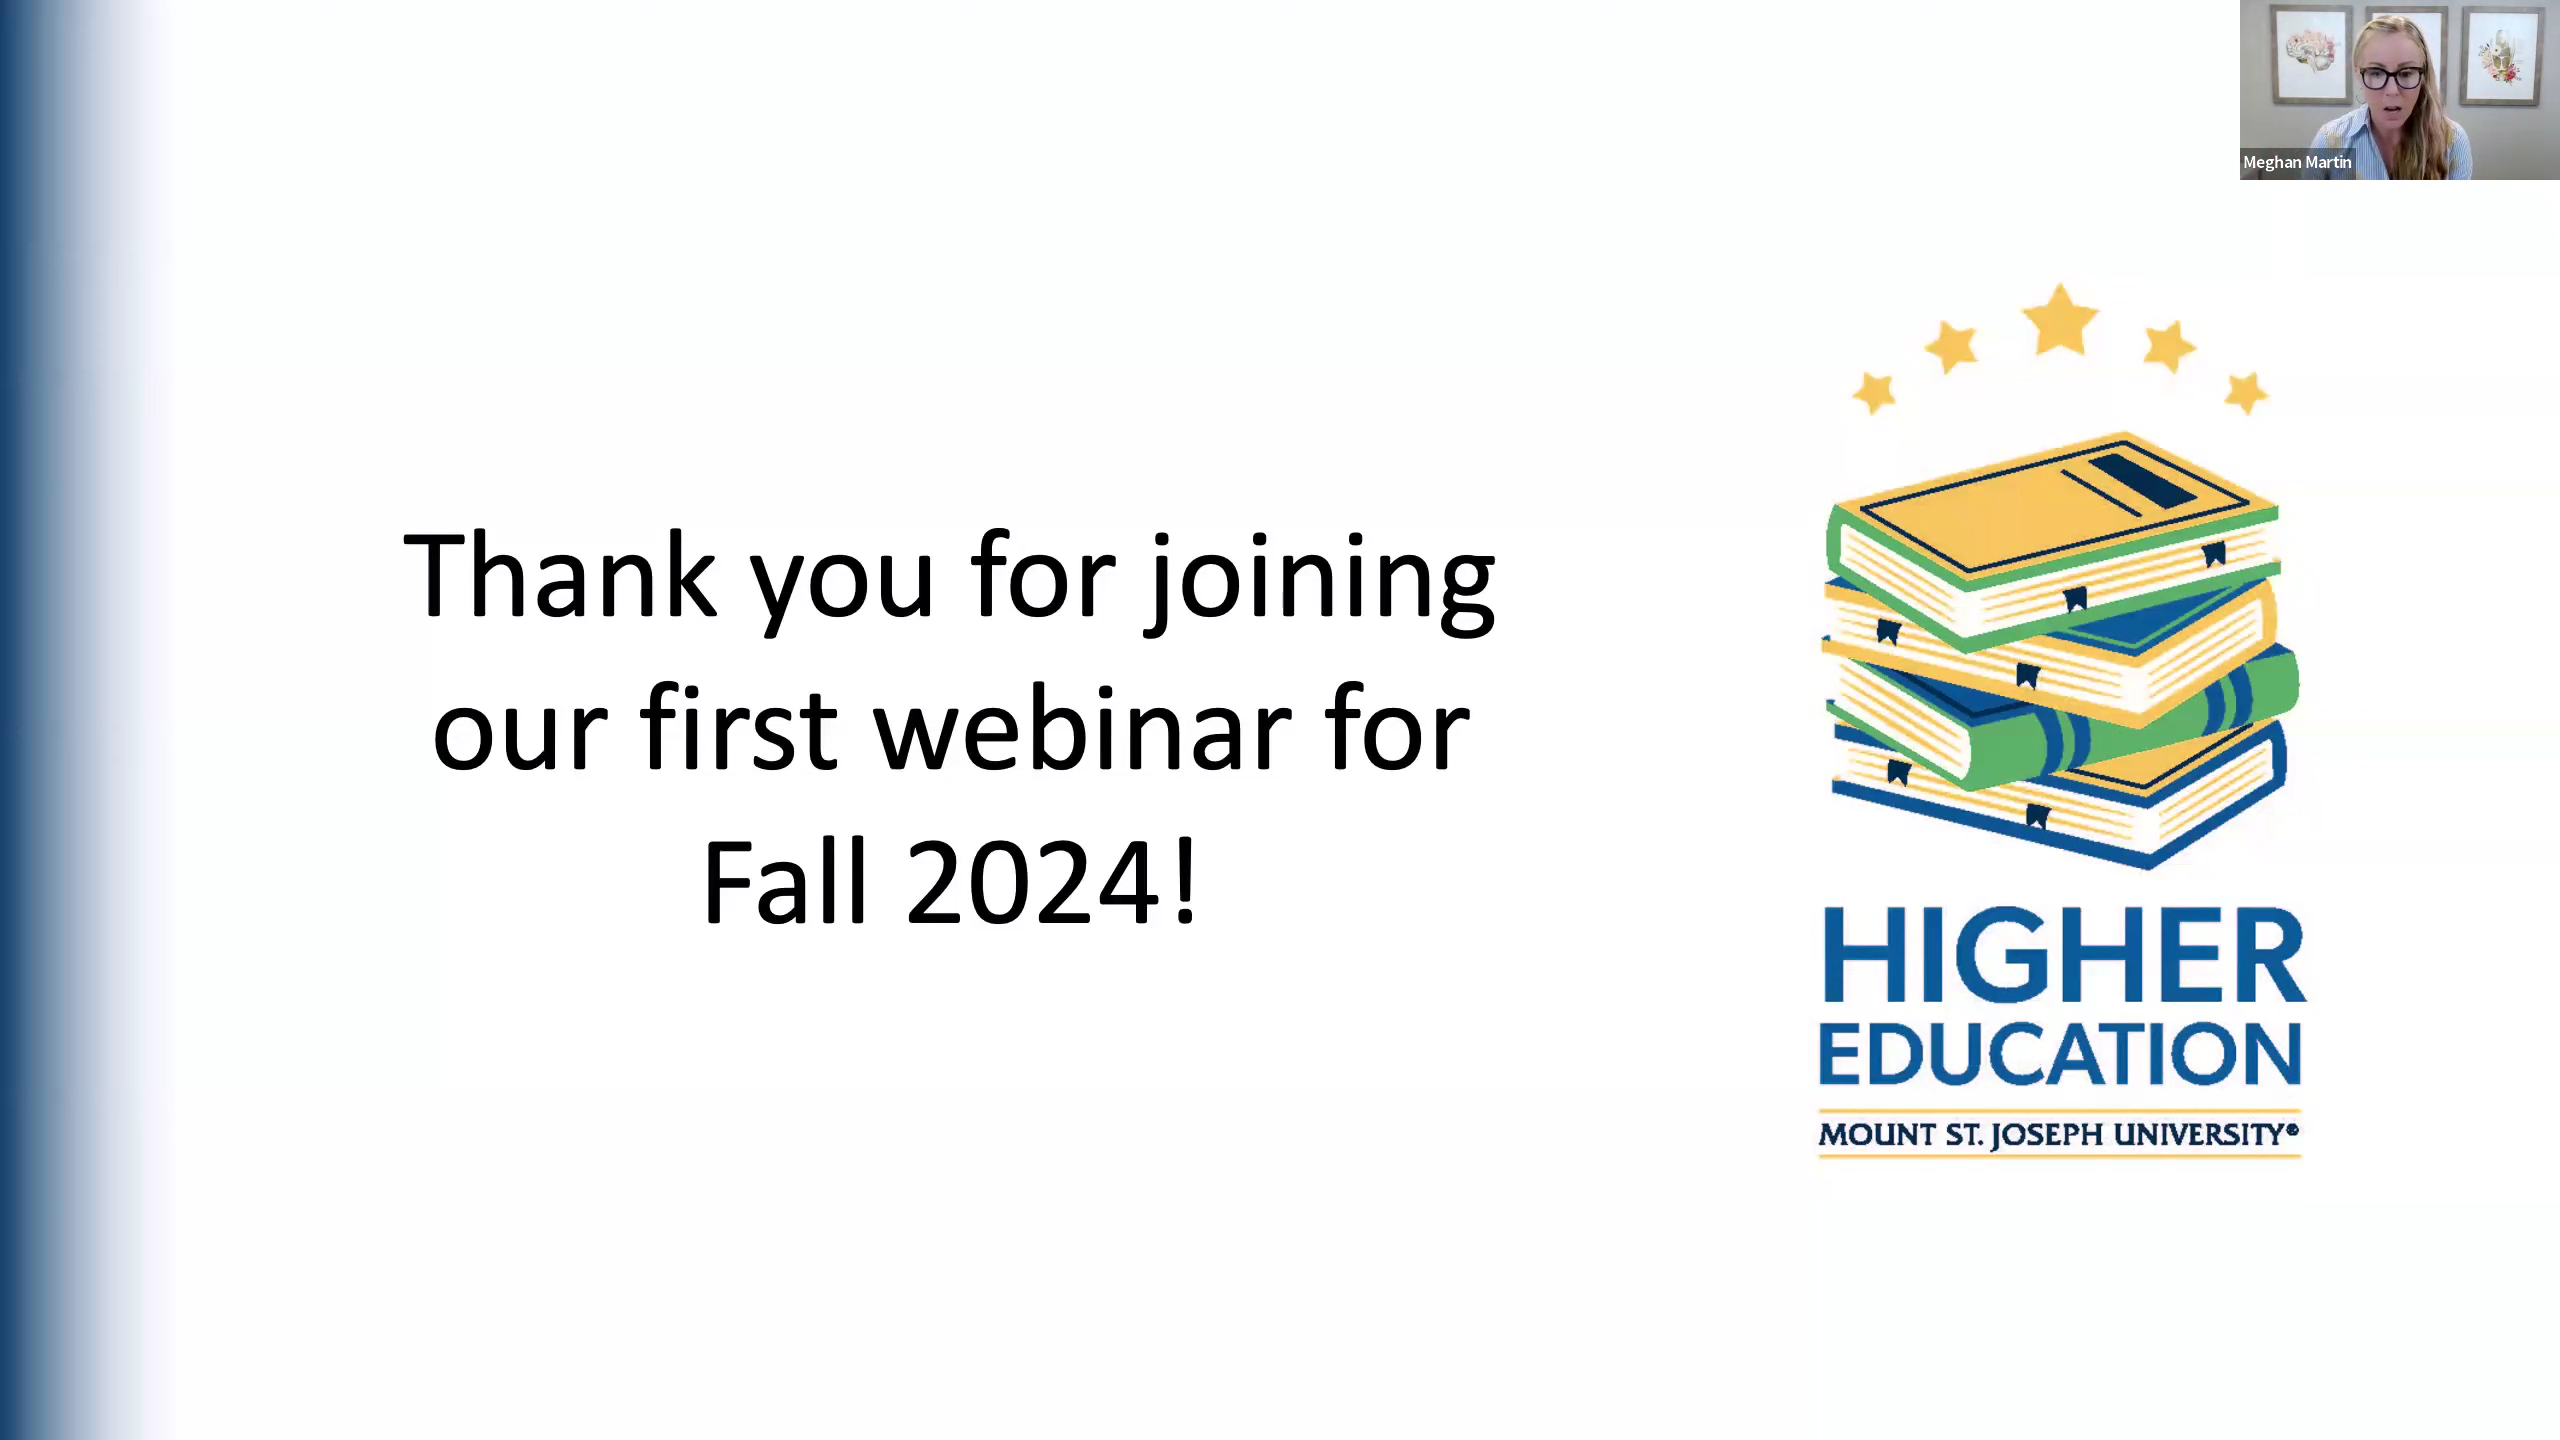 Meghan Martin
Thank you for joining
our first webinar for
Fall 2024!
HIGHER
EDUCATION
MOUNT ST. JOSEPH UNIVERSITY®